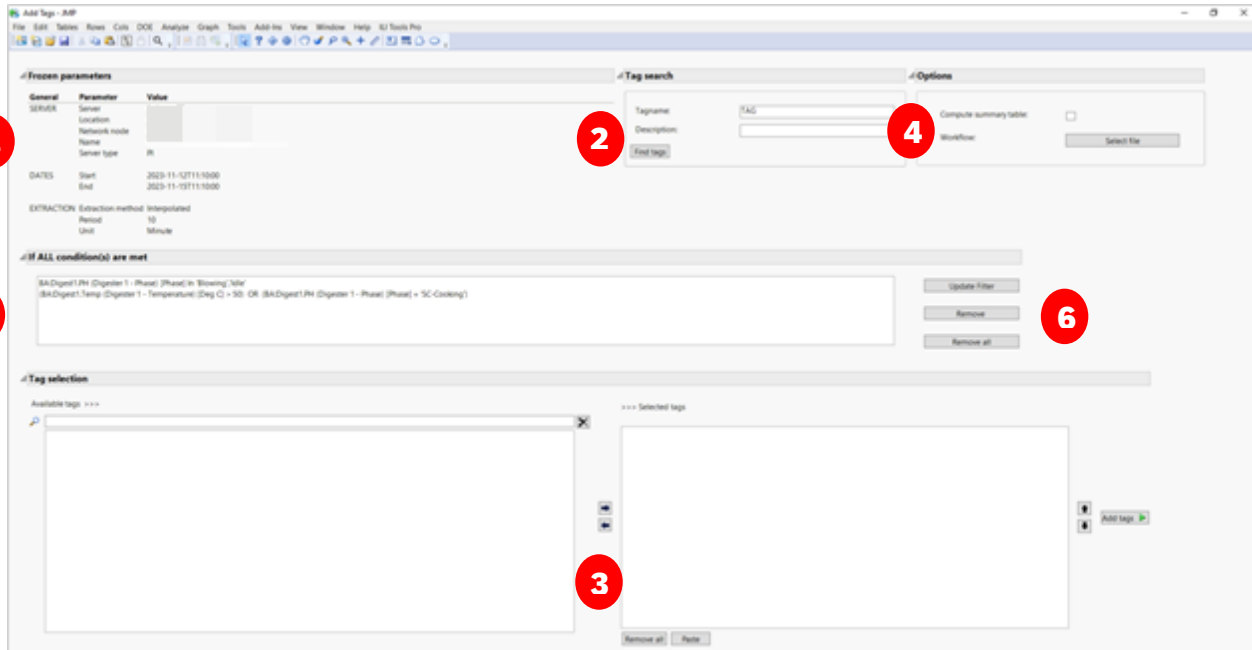 Add Tags - JMP
File Edit Tables Rows Cols DOE Analyze Graph Tools Add-Ins View Window Help ILI Tools Pro
Frozen parameters
General Parameter Value
SERVER Server
Location
Network node
Name
Server type PI
DATES Start 2023-11-12T11:10:00
End 2023-11-15T11:10:00
EXTRACTION Extraction method Interpolated
Period 10
Unit Minute
2
Tag search
Tagname: TAG
Description:
Find tags
4
Options
Compute summary table:
Workflow: Select file
If ALL condition(s) are met
BA:Digest1.PH (Digester 1 - Phase) [Phase] In 'Blowing','Idle'
(BA:Digest1.Temp (Digester 1 - Temperature) [Deg C] > 50) OR (BA:Digest1.PH (Digester 1 - Phase) [Phase] = 'SC-Cooking')
Update Filter
Remove
Remove all
6
Tag selection
Available tags >>>
>>> Selected tags
Add tags
3
Remove all Paste